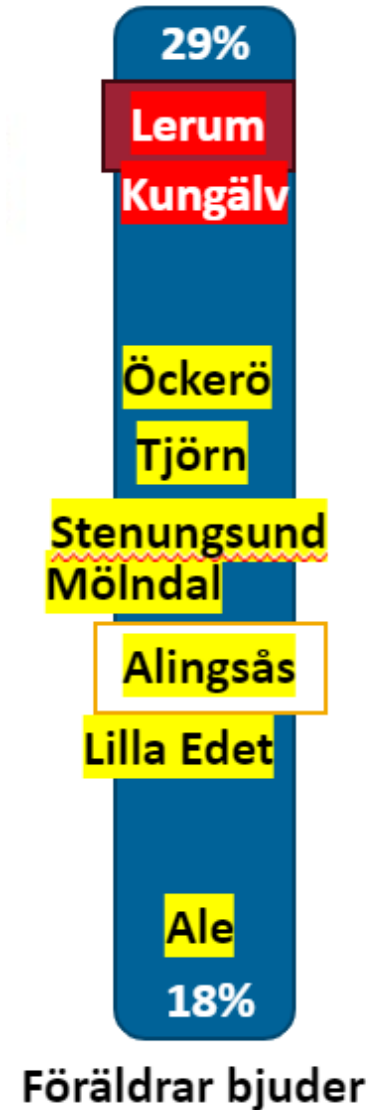 29%
Lerum
Kungälv
Öckerö
Tjörn
Stenungsund
Mölndal
Alingsås
Lilla Edet
Ale
18%
Föräldrar bjuder